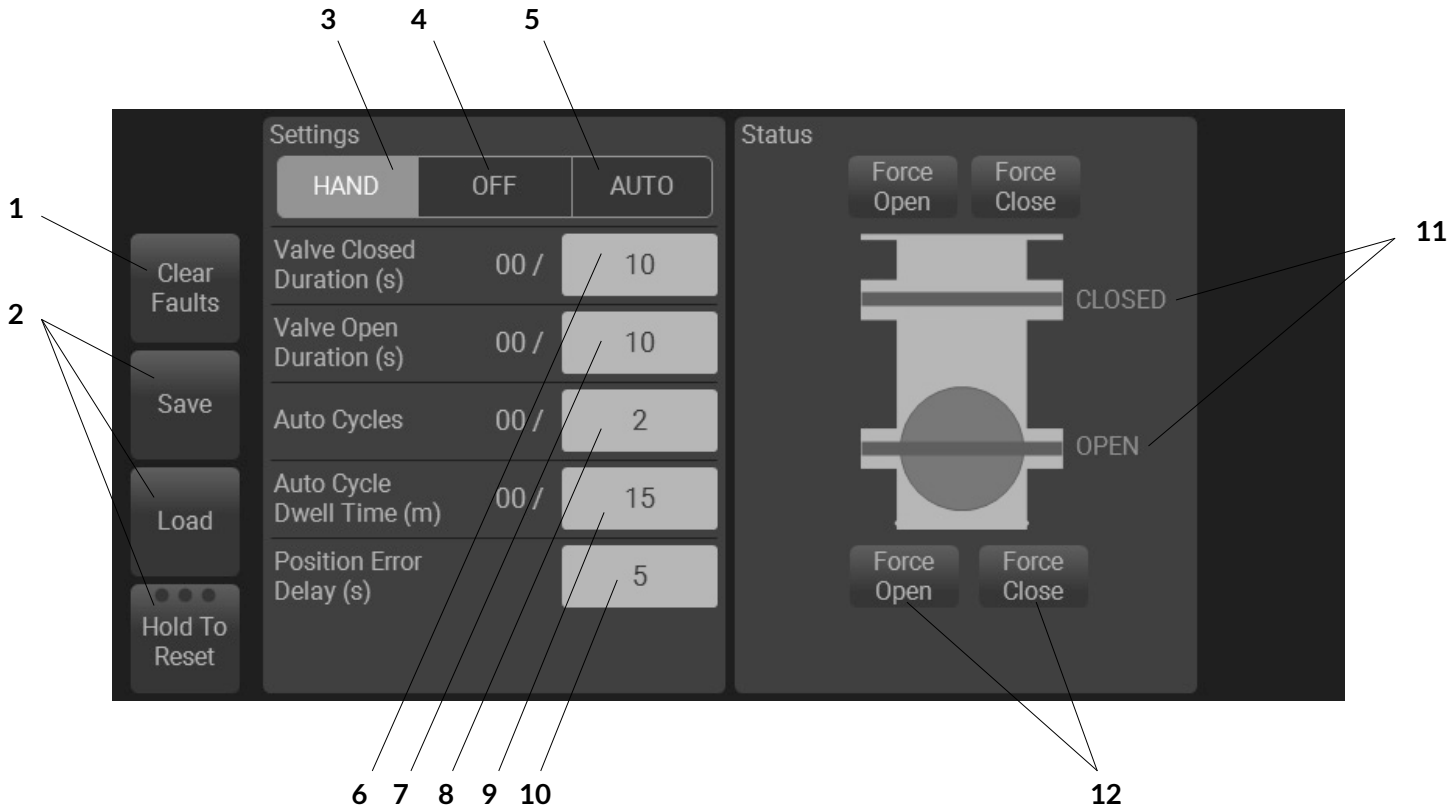 3 4 5
Settings
HAND OFF AUTO
Status
Force
Open
Force
Close
1
Clear
Faults
2
Save
Load
Hold To
Reset
Valve Closed
Duration (s)
00 / 10
Valve Open
Duration (s)
00 / 10
Auto Cycles 00 / 2
Auto Cycle
Dwell Time (m)
00 / 15
Position Error
Delay (s)
5
11
CLOSED
OPEN
Force
Open
Force
Close
6 7 8 9 10
12